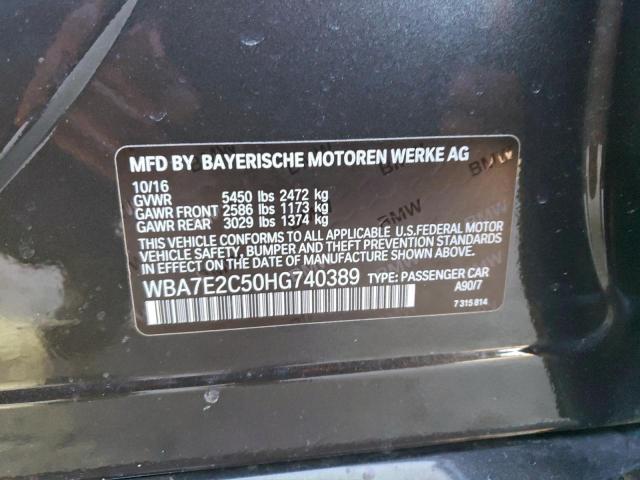 MFD BY BAYERISCHE MOTOREN WERKE AG
10/16
GVWR 5450 lbs 2472 kg
GAWR FRONT 2586 lbs 1173 kg
GAWR REAR 3029 lbs 1374 kg
THIS VEHICLE CONFORMS TO ALL APPLICABLE U.S.FEDERAL MOTOR
VEHICLE SAFETY, BUMPER AND THEFT PREVENTION STANDARDS
IN EFFECT ON THE DATE OF MANUFACTURE SHOWN ABOVE.
WBA7E2C50HG740389 TYPE: PASSENGER CAR
A90/7
7 315 814
BMW
BMW